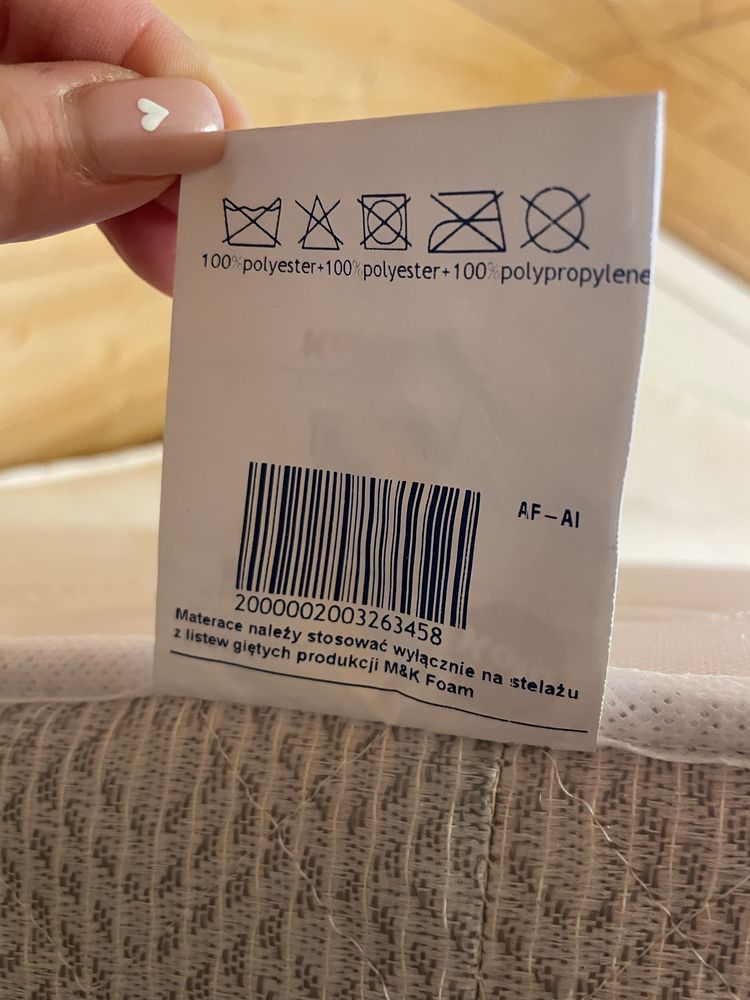 100%polyester+100%polyester+100%polypropylene
AF-AI
2000002003263458
Materace należy stosować wyłącznie na stelażu
z listew giętych produkcji M&K Foam